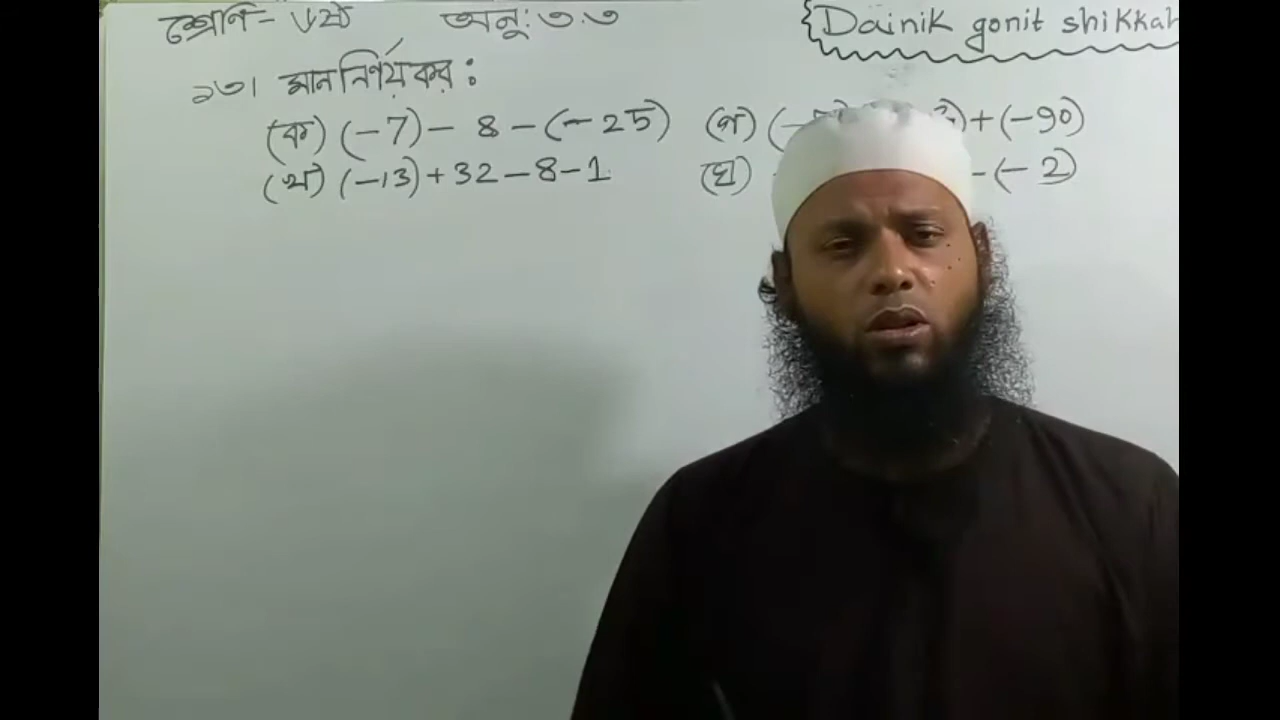 শ্রেণি- ৬ষ্ঠ অনু: ৩.৩
Dainik gonit shikkah
১৩। মান নির্ণয় কর :
(ক) (-7) - 8 - (-25)
(খ) (-13) + 32 - 8 - 1
(গ) (- + (-90)
(ঘ) - (-2)